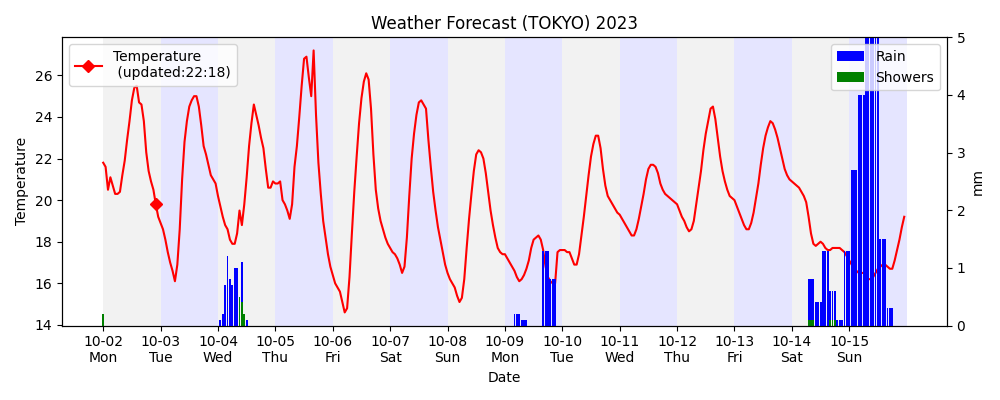 Weather Forecast (TOKYO) 2023
Temperature
(updated:22:18)
Rain
Showers
Temperature
26
24
22
20
18
16
14
5
4
3
2
1
0
mm
10-02 10-03 10-04 10-05 10-06 10-07 10-08 10-09 10-10 10-11 10-12 10-13 10-14 10-15
Mon Tue Wed Thu Fri Sat Sun Mon Tue Wed Thu Fri Sat Sun
Date